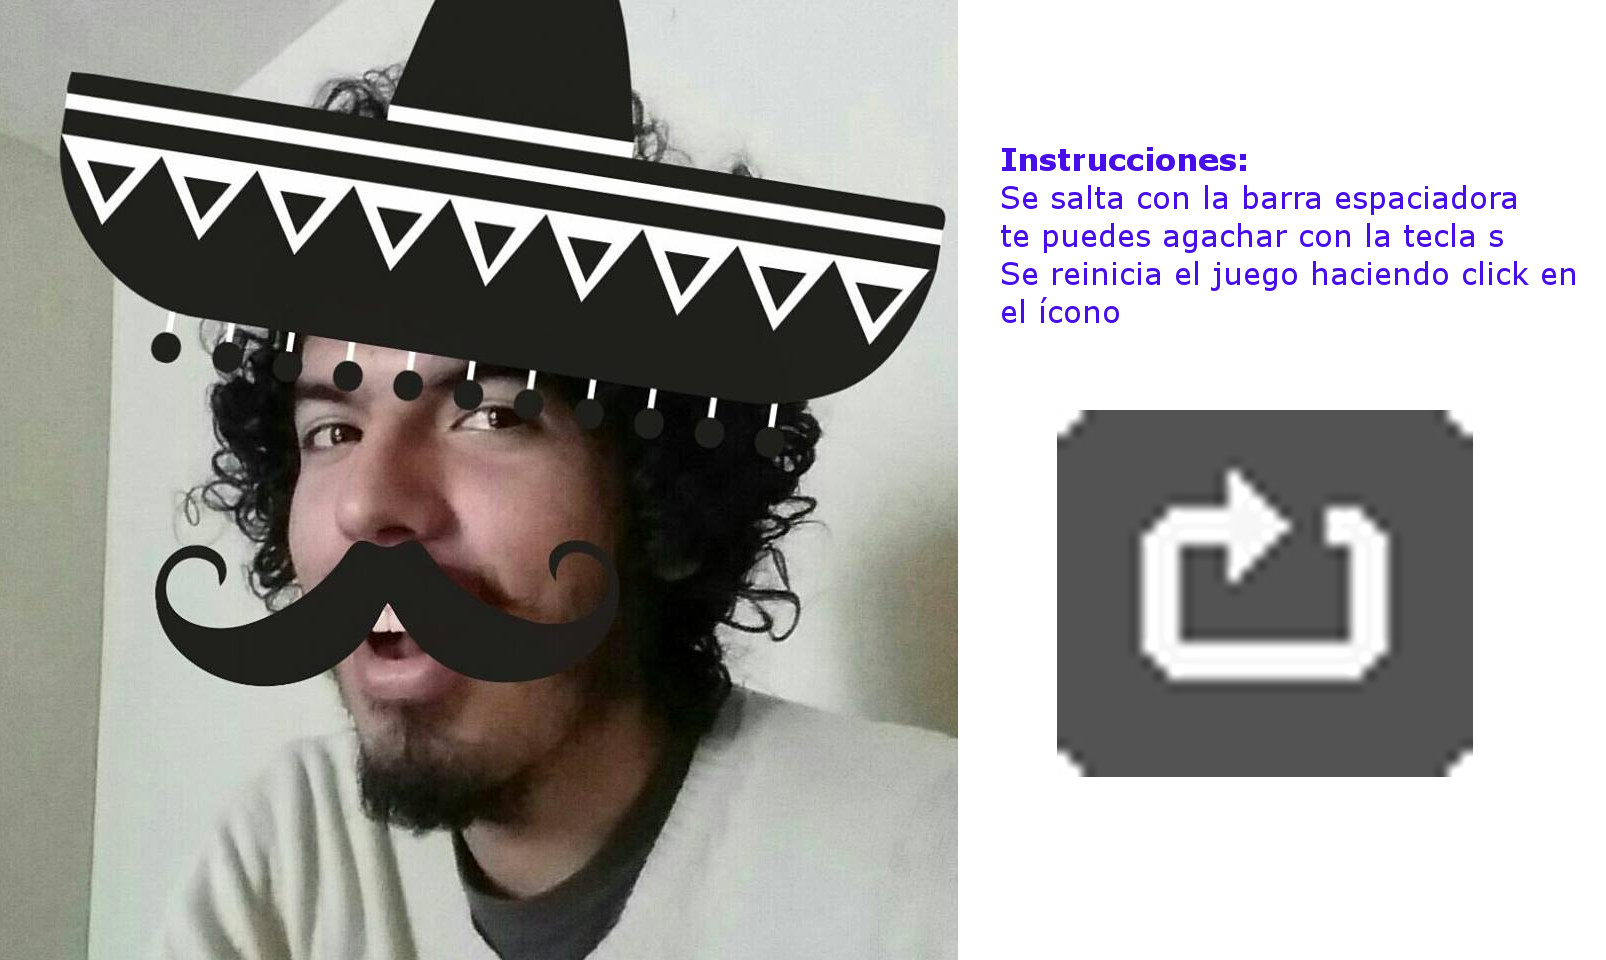 Instrucciones:
Se salta con la barra espaciadora
te puedes agachar con la tecla s
Se reinicia el juego haciendo click en
el ícono